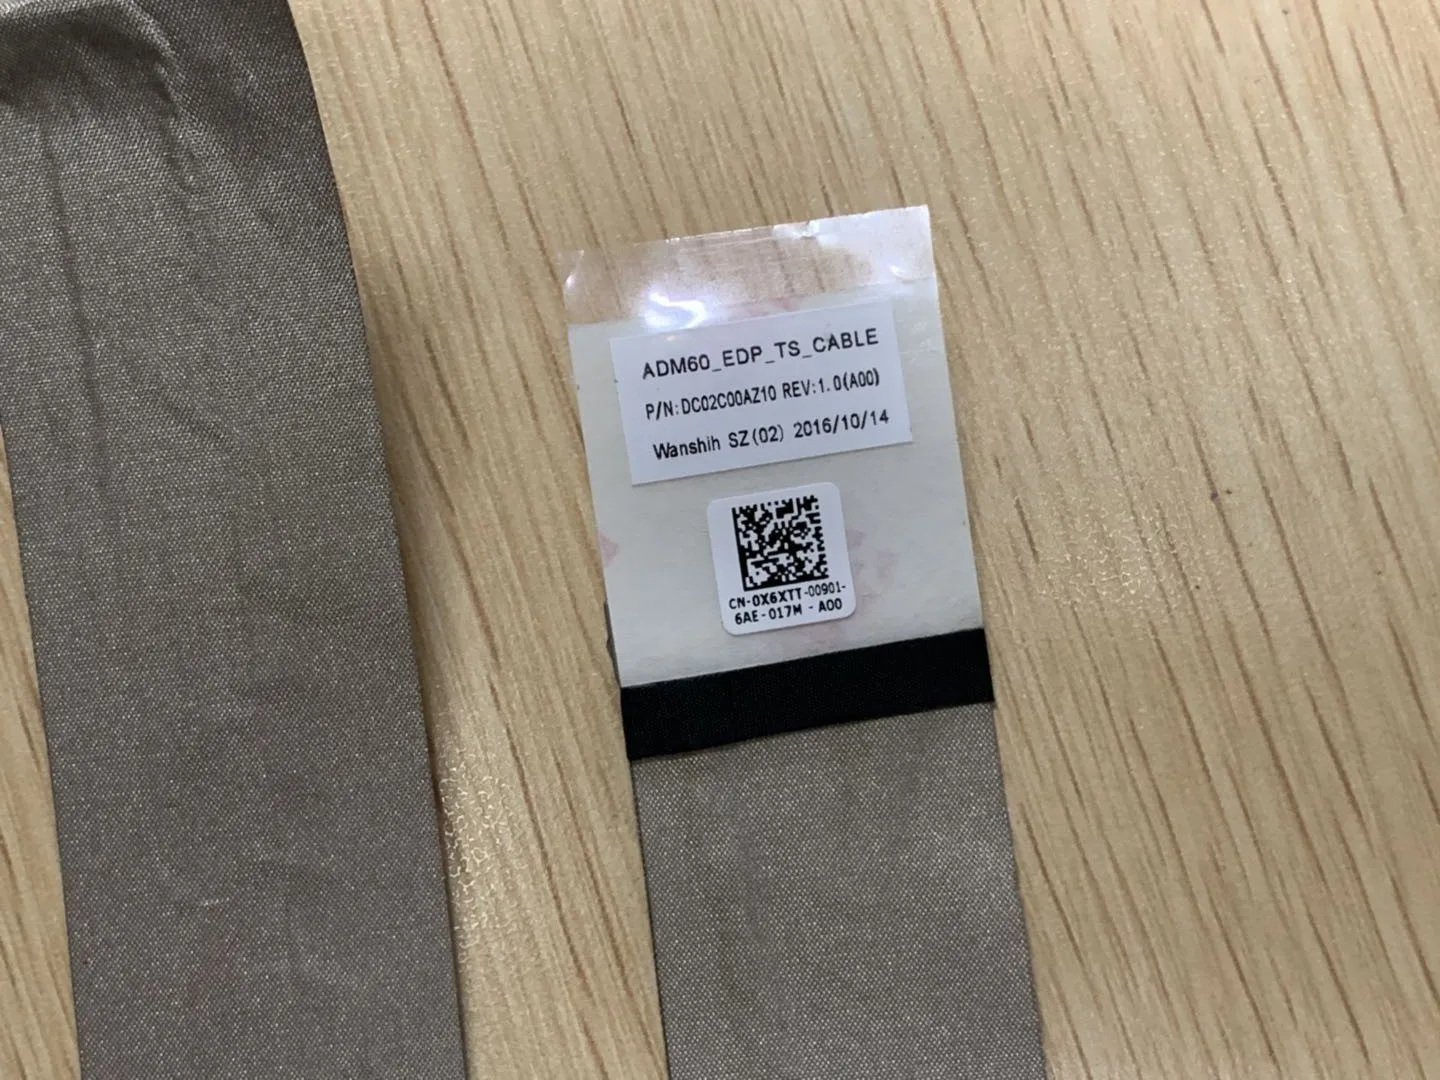 ADM60_EDP_TS_CABLE
P/N:DC02C00AZ10 REV:1.0(A00)
Wanshih SZ(02) 2016/10/14
CN-0X6XTT-00901-
6AE-017M - A00